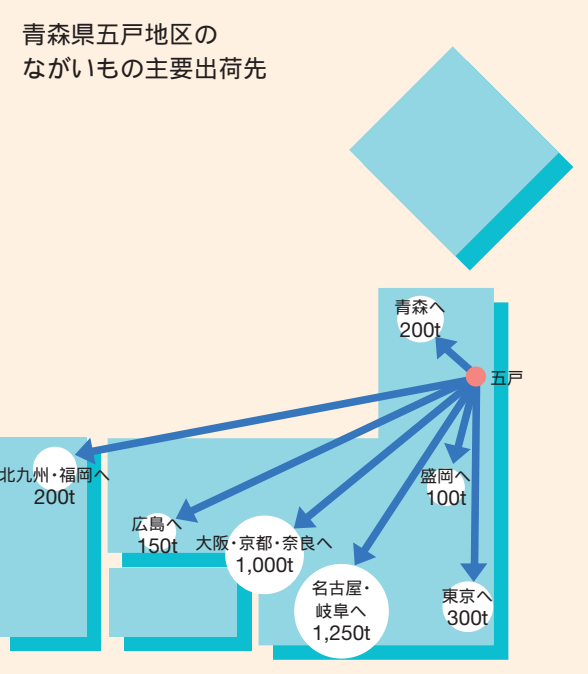 青森県五戸地区の
ながいもの主要出荷先
青森へ
200t
五戸
北九州・福岡へ
200t
盛岡へ
100t
広島へ
150t
大阪・京都・奈良へ
1,000t
名古屋・
岐阜へ
1,250t
東京へ
300t